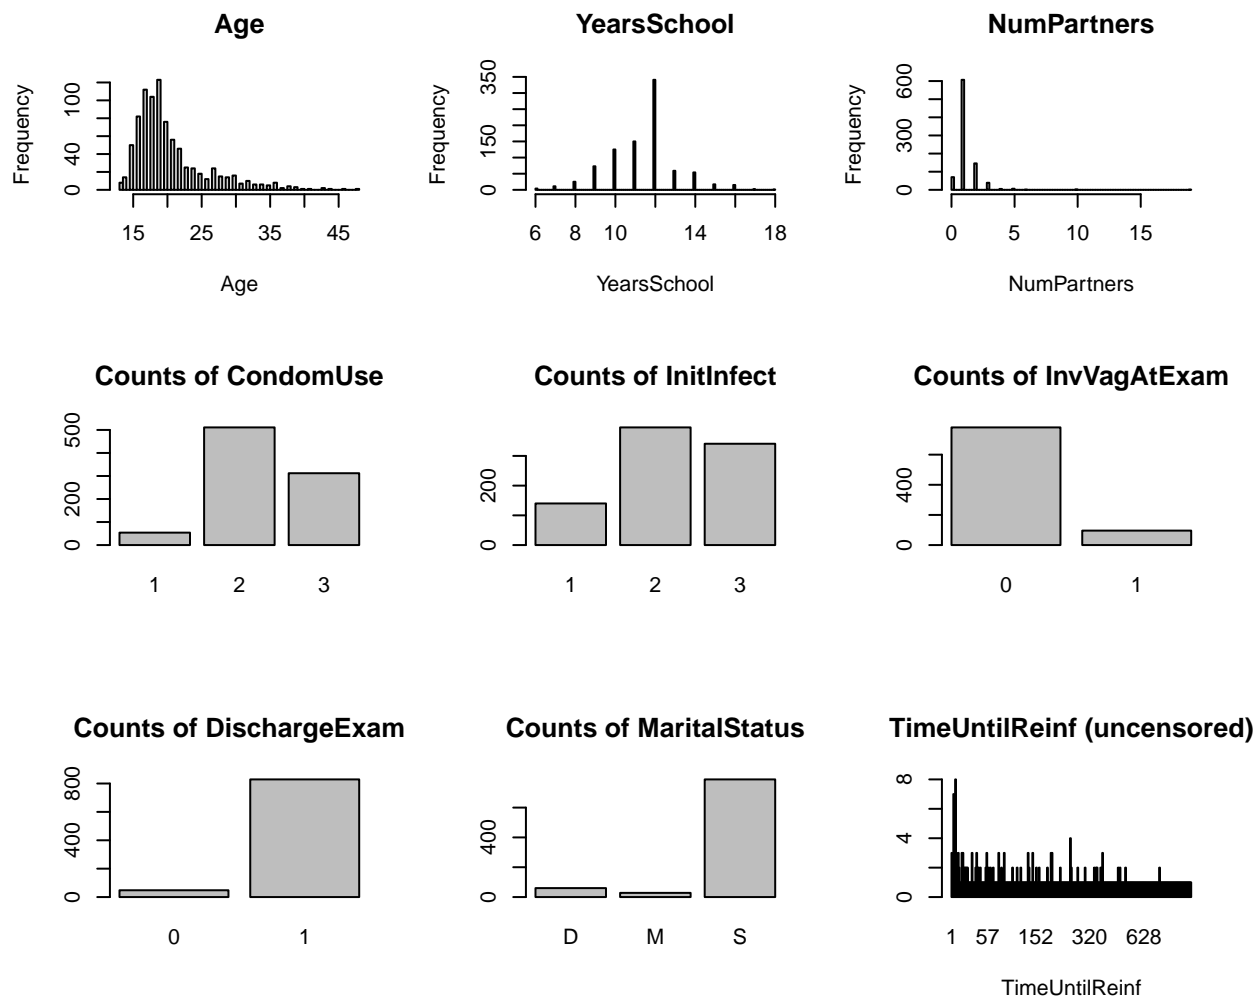 Age
YearsSchool
NumPartners
Frequency
0
40
100
15
25
35
45
Age
Frequency
0
150
350
6
8
10
14
18
YearsSchool
Frequency
0
300
600
0
5
10
15
NumPartners
Counts of CondomUse
Counts of InitInfect
Counts of InvVagAtExam
0
200
500
1
2
3
0
200
1
2
3
0
400
0
1
Counts of DischargeExam
Counts of MaritalStatus
TimeUntilReinf (uncensored)
0
400
800
0
1
0
400
D
M
S
0
4
8
1
57
152
320
628
TimeUntilReinf